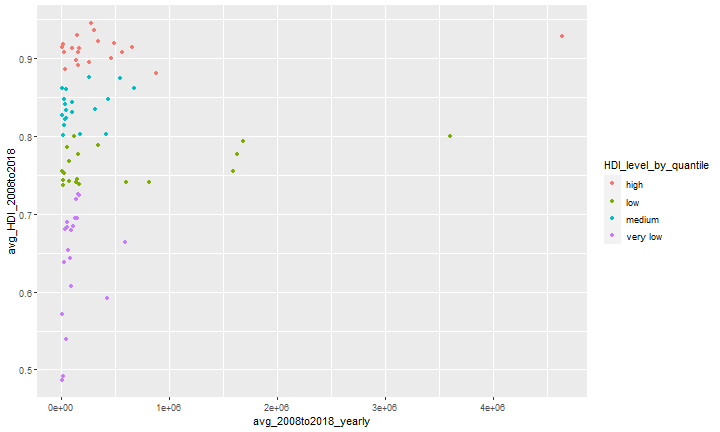 0.9
0.8
0.7
0.6
0.5
avg_HDI_2008to2018
0e+00 1e+06 2e+06 3e+06 4e+06
avg_2008to2018_yearly
HDI_level_by_quantile
high
low
medium
very low